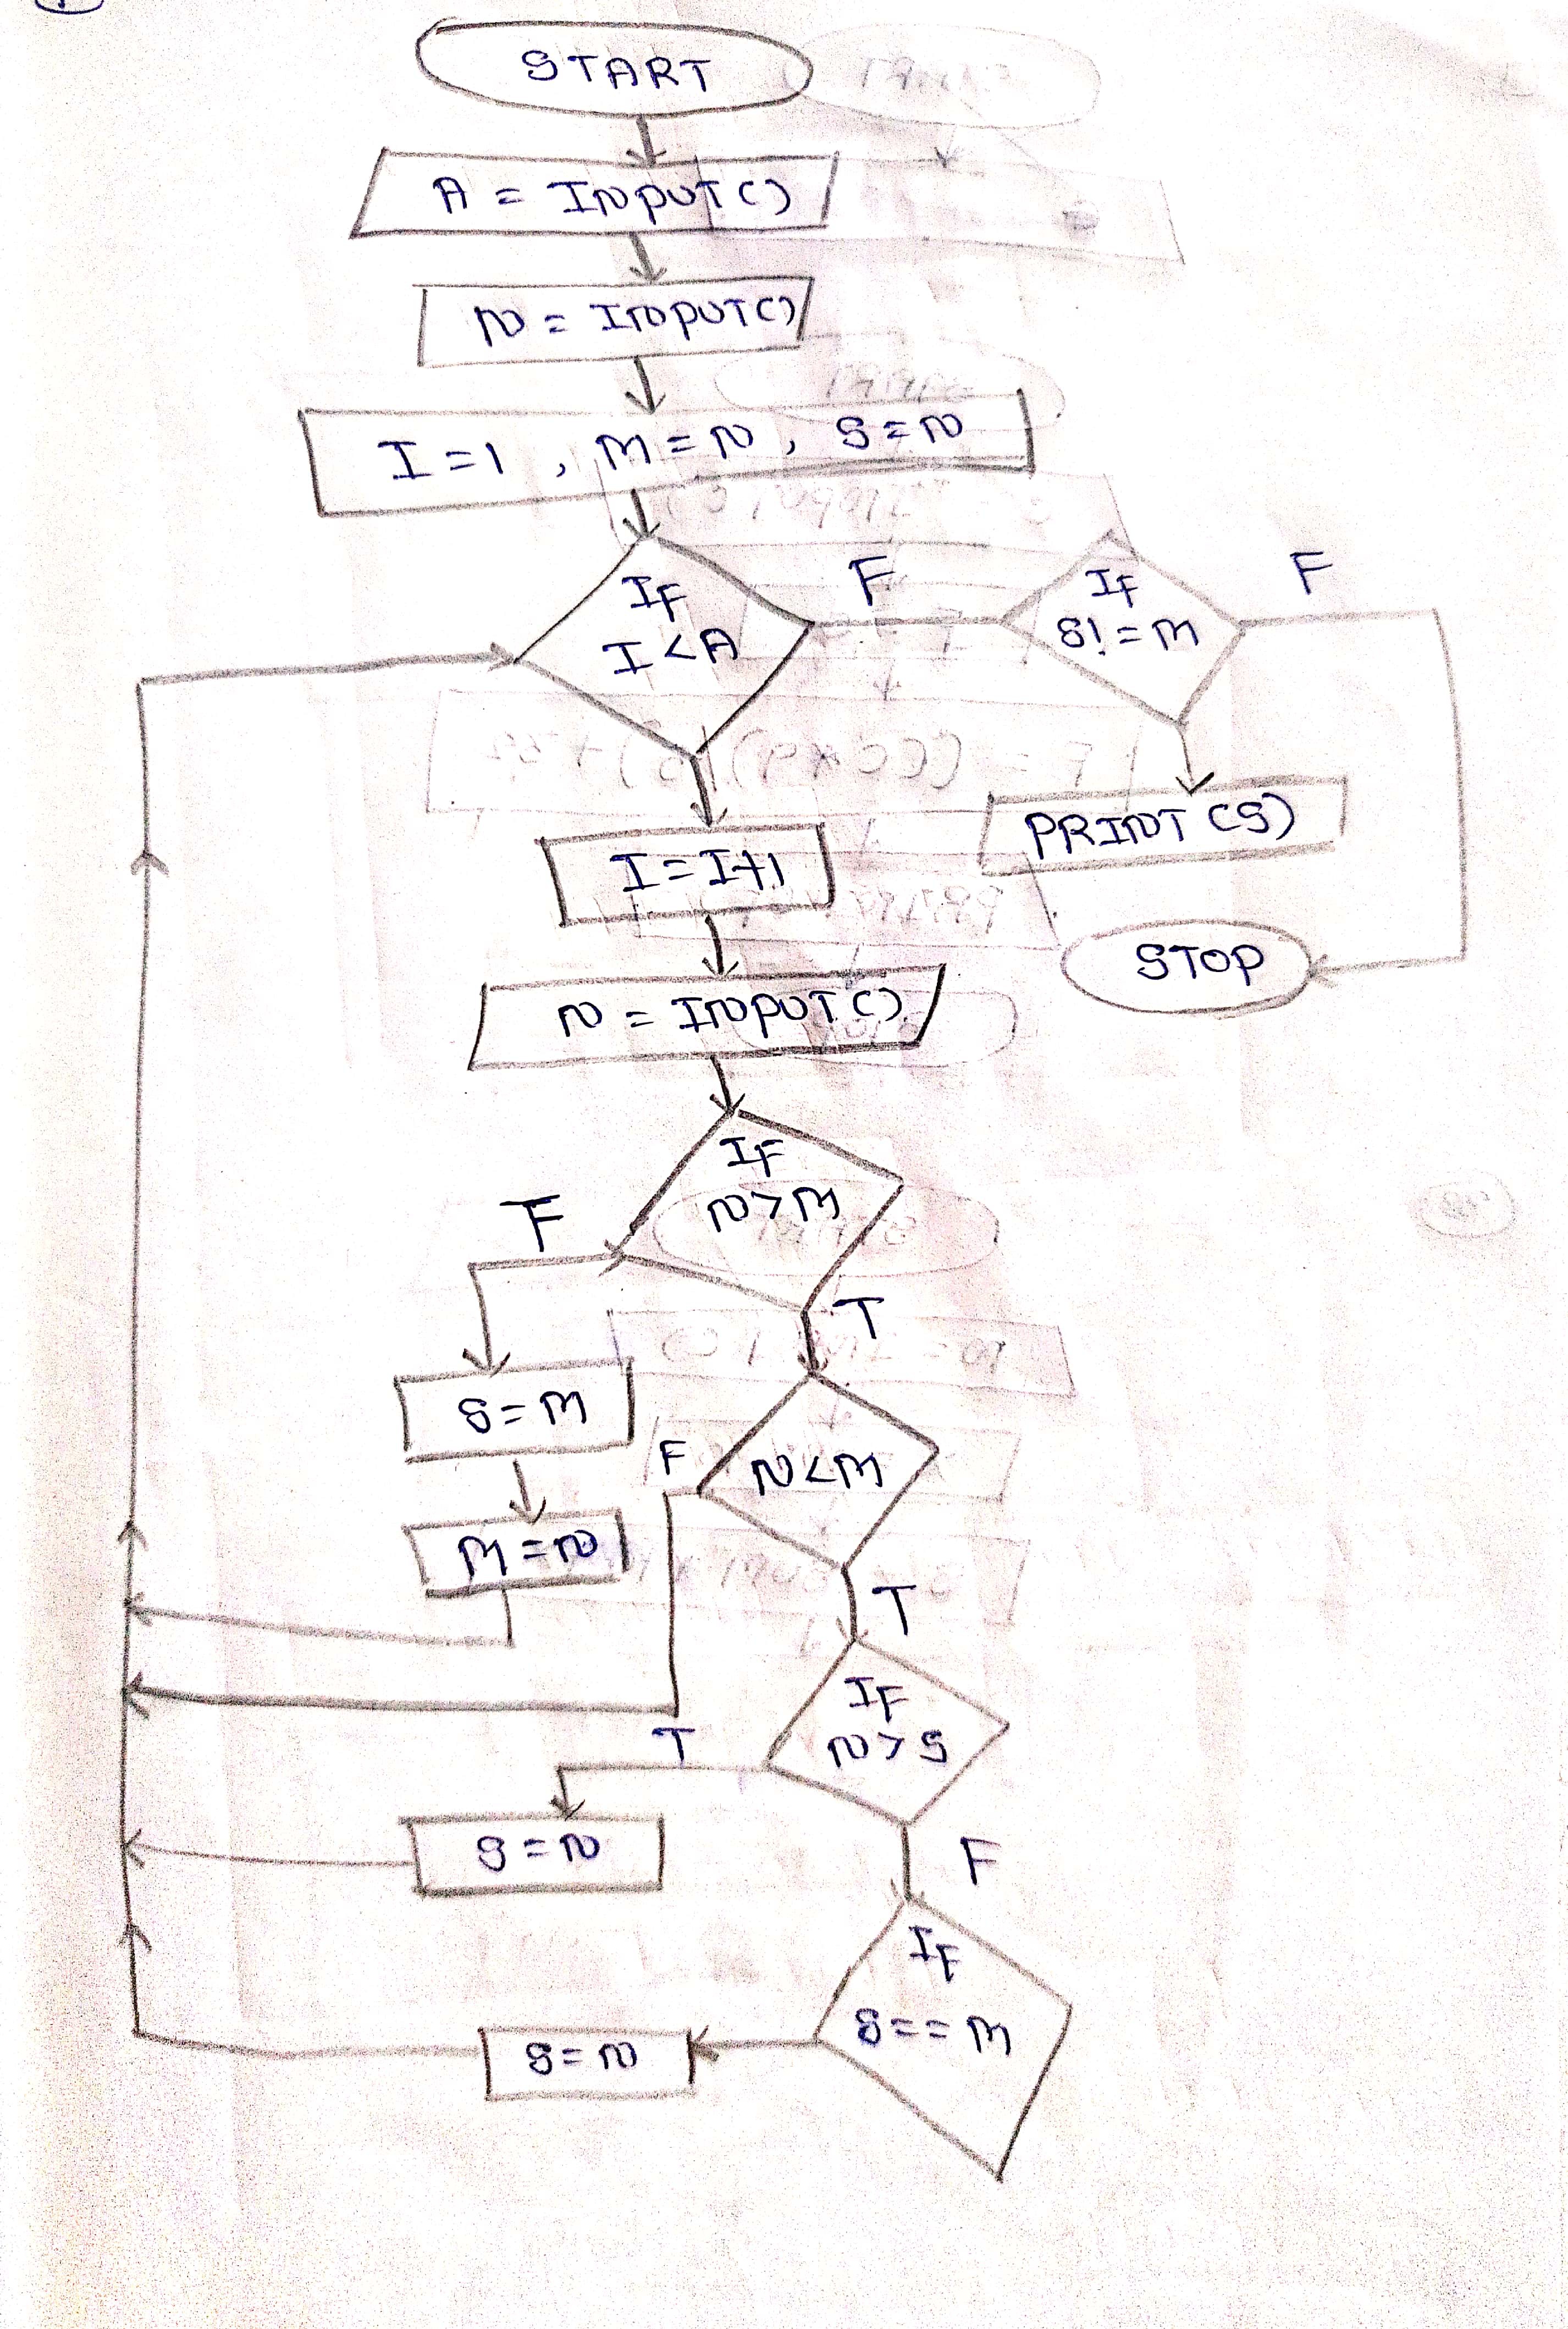 START
A = INPUT()
N = INPUT()
I=1, M=N, S=N
IF
I<A
F
IF
S!=M
F
PRINT(S)
STOP
I=I+1
N = INPUT()
IF
N>M
F
T
S=M
M=N
F
N<M
T
IF
N>S
T
S=N
F
IF
S==M
S=N